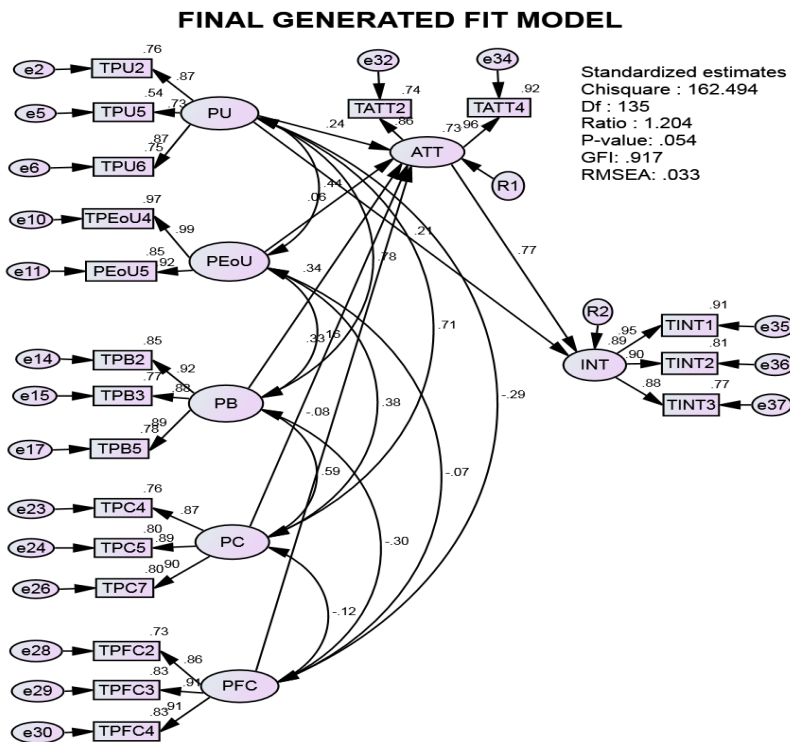 FINAL GENERATED FIT MODEL
Standardized estimates
Chisquare : 162.494
Df : 135
Ratio : 1.204
P-value: .054
GFI: .917
RMSEA: .033
.76
e2 TPU2
.87
.54
e5 TPU5 .73 PU
.87
.75
e6 TPU6
e32
.74
TATT2
.86
e34
.92
TATT4
.73 .96
ATT
R1
.24
.97
e10 TPEoU4
.99
.85
e11 PEoU5 .92 PEoU
.44
.06
.21
.78
.77
.34
.85
e14 TPB2
.92
.77
e15 TPB3 .88 PB
.89
.78
e17 TPB5
.33 .16
.71
-.08
.38
-.29
R2
.89
INT
.91
.95 TINT1 e35
.81
.90 TINT2 e36
.77
.88 TINT3 e37
.76
e23 TPC4
.87
.80
e24 TPC5 .89 PC
.80 .90
e26 TPC7
.59
-.07
-.30
-.12
.73
e28 TPFC2
.86
.83
e29 TPFC3 .91 PFC
.83 .91
e30 TPFC4